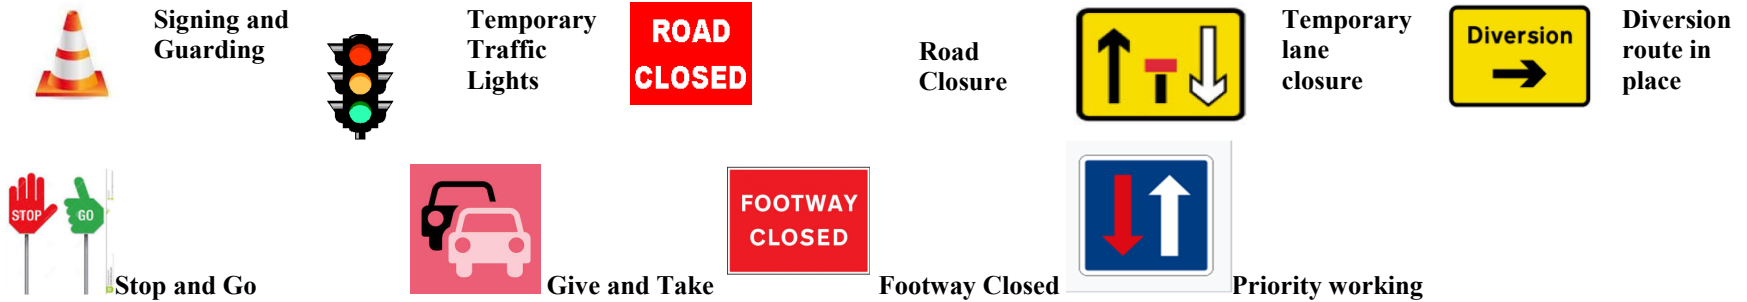 Signing and
Guarding
Temporary
Traffic
Lights
ROAD
CLOSED
Road
Closure
Temporary
lane
closure
Diversion
Diversion
route in
place
STOP
GO
Stop and Go
Give and Take
FOOTWAY
CLOSED
Footway Closed
Priority working